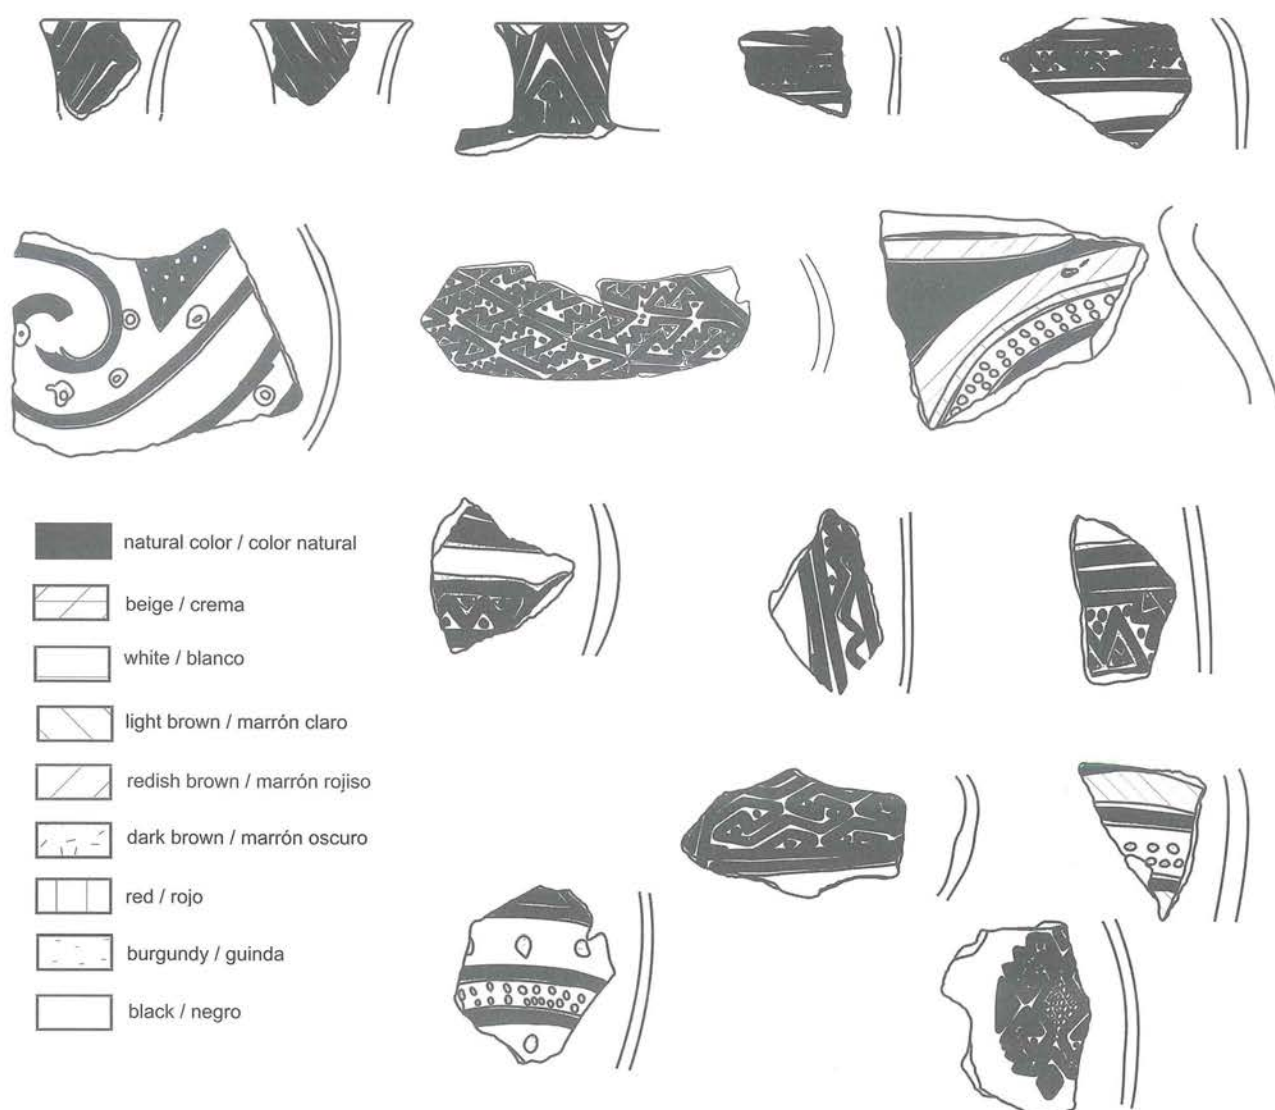 natural color / color natural
beige / crema
white / blanco
light brown / marrón claro
redish brown / marrón rojiso
dark brown / marrón oscuro
red / rojo
burgundy / guinda
black / negro